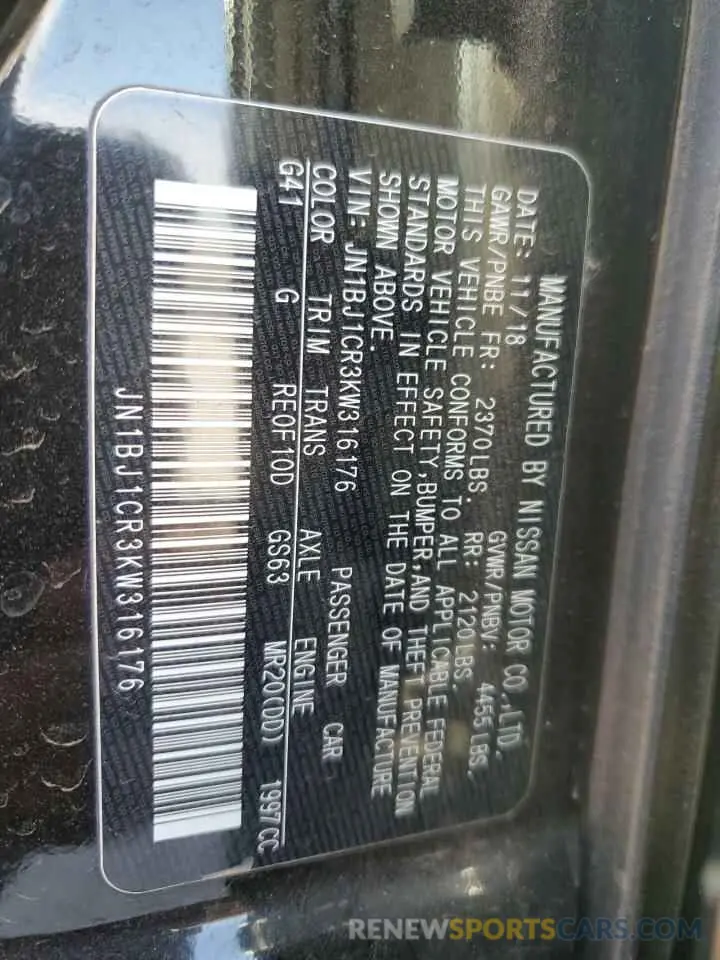 MANUFACTURED BY NISSAN MOTOR CO.,LTD.
DATE: 11/18 GVWR/PNBV: 4455LBS.
GAWR/PNBE FR: 2370LBS. RR: 2120LBS.
THIS VEHICLE CONFORMS TO ALL APPLICABLE FEDERAL
MOTOR VEHICLE SAFETY,BUMPER,AND THEFT PREVENTION
STANDARDS IN EFFECT ON THE DATE OF MANUFACTURE
SHOWN ABOVE.
VIN: JN1BJ1CR3KW316176 PASSENGER CAR
COLOR TRIM TRANS AXLE ENGINE
G41 G RE0F10D GS63 MR20(DD) 1997CC
JN1BJ1CR3KW316176
RENEWSPORTSCARS.COM